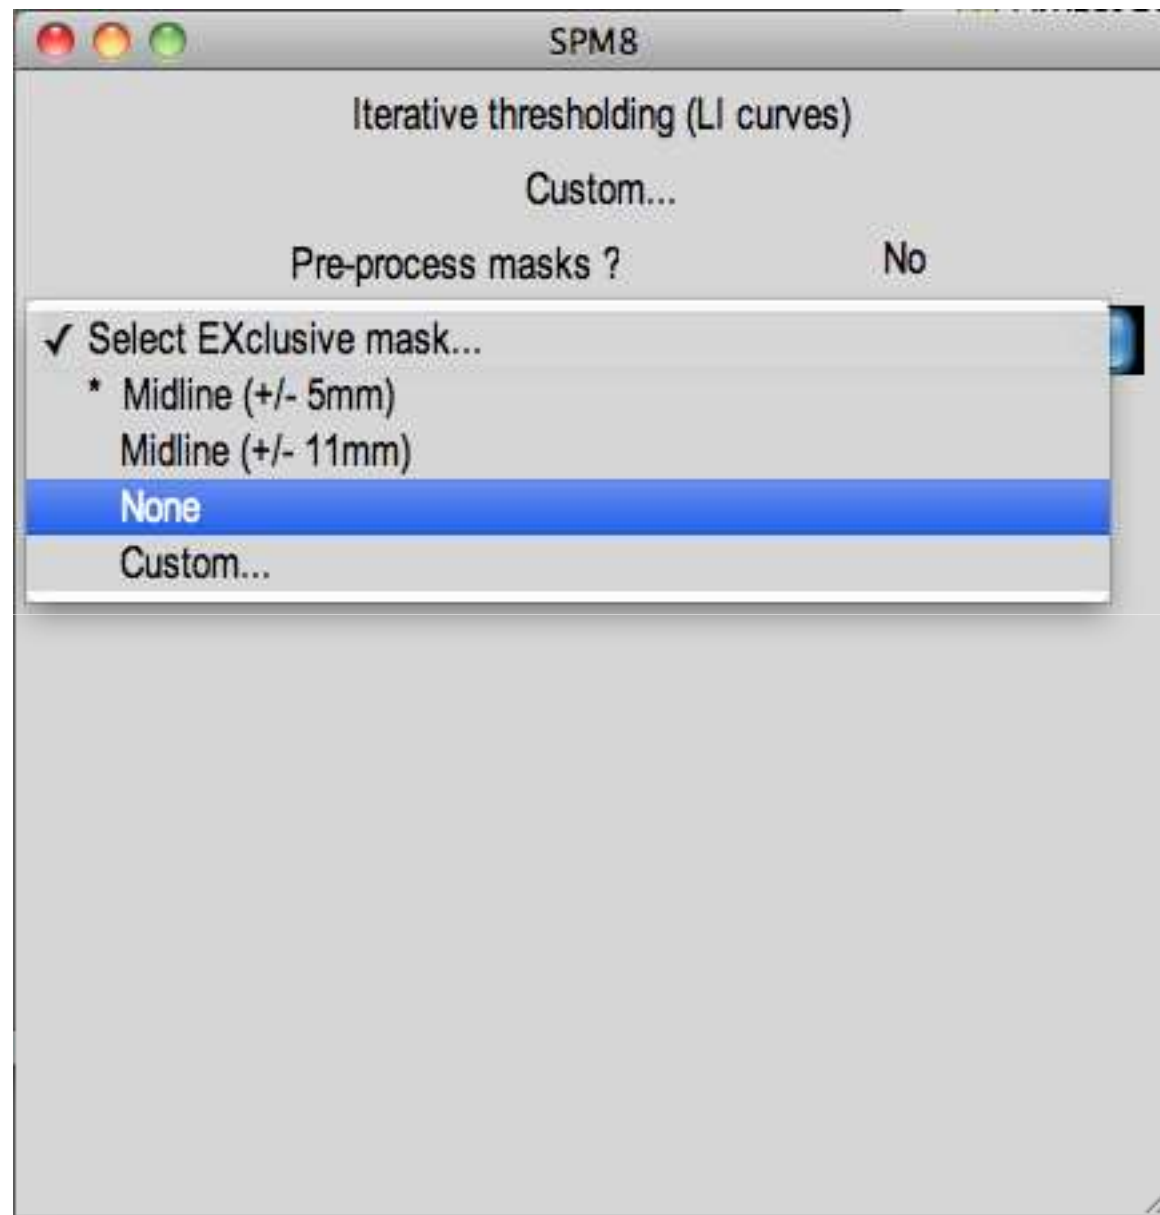 SPM8
Iterative thresholding (LI curves)
Custom...
Pre-process masks ? No
✓ Select EXclusive mask...
* Midline (+/- 5mm)
Midline (+/- 11mm)
None
Custom...